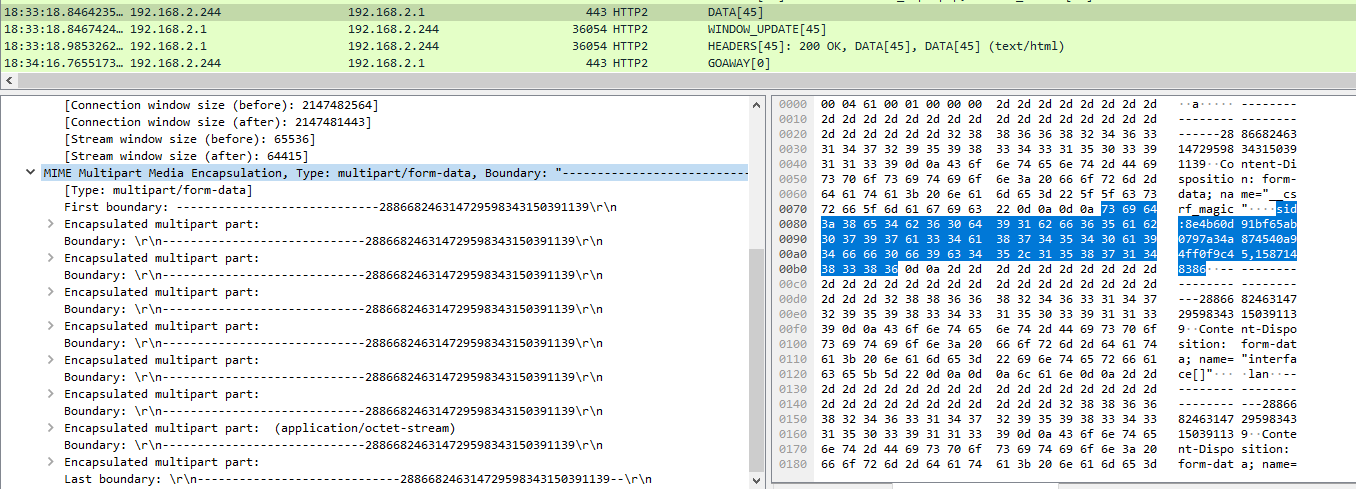 18:33:18.8464235… 192.168.2.244 192.168.2.1 443 HTTP2 DATA[45]
18:33:18.8467424… 192.168.2.1 192.168.2.244 36054 HTTP2 WINDOW_UPDATE[45]
18:33:18.9853262… 192.168.2.1 192.168.2.244 36054 HTTP2 HEADERS[45]: 200 OK, DATA[45], DATA[45] (text/html)
18:34:16.7655173… 192.168.2.244 192.168.2.1 443 HTTP2 GOAWAY[0]
[Connection window size (before): 2147482564]
[Connection window size (after): 2147481443]
[Stream window size (before): 65536]
[Stream window size (after): 64415]
MIME Multipart Media Encapsulation, Type: multipart/form-data, Boundary: "---------------------------
[Type: multipart/form-data]
First boundary: -----------------------------288668246314729598343150391139\r\n
Encapsulated multipart part:
Boundary: \r\n-----------------------------288668246314729598343150391139\r\n
Encapsulated multipart part:
Boundary: \r\n-----------------------------288668246314729598343150391139\r\n
Encapsulated multipart part:
Boundary: \r\n-----------------------------288668246314729598343150391139\r\n
Encapsulated multipart part:
Boundary: \r\n-----------------------------288668246314729598343150391139\r\n
Encapsulated multipart part:
Boundary: \r\n-----------------------------288668246314729598343150391139\r\n
Encapsulated multipart part:
Boundary: \r\n-----------------------------288668246314729598343150391139\r\n
Encapsulated multipart part: (application/octet-stream)
Boundary: \r\n-----------------------------288668246314729598343150391139\r\n
Encapsulated multipart part:
Last boundary: \r\n-----------------------------288668246314729598343150391139--\r\n
0000 00 04 61 00 01 00 00 00 2d 2d 2d 2d 2d 2d 2d 2d ··a····· --------
0010 2d 2d 2d 2d 2d 2d 2d 2d 2d 2d 2d 2d 2d 2d 2d 2d -------- --------
0020 2d 2d 2d 2d 2d 2d 32 38 38 36 36 38 32 34 36 33 ------28 86682463
0030 31 34 37 32 39 35 39 38 33 34 33 31 35 30 33 39 14729598 34315039
0040 31 31 33 39 0d 0a 43 6f 6e 74 65 6e 74 2d 44 69 1139··Co ntent-Di
0050 73 70 6f 73 69 74 69 6f 6e 3a 20 66 6f 72 6d 2d spositio n: form-
0060 64 61 74 61 3b 20 6e 61 6d 65 3d 22 5f 5f 63 73 data; na me="__cs
0070 72 66 5f 6d 61 67 69 63 22 0d 0a 0d 0a 73 69 64 rf_magic "····sid
0080 3a 38 65 34 62 36 30 64 39 31 62 66 36 35 61 62 :8e4b60d 91bf65ab
0090 30 37 39 37 61 33 34 61 38 37 34 35 34 30 61 39 0797a34a 874540a9
00a0 34 66 66 30 66 39 63 34 35 2c 31 35 38 37 31 34 4ff0f9c4 5,158714
00b0 38 33 38 36 0d 0a 2d 2d 2d 2d 2d 2d 2d 2d 2d 2d 8386··-- --------
00c0 2d 2d 2d 2d 2d 2d 2d 2d 2d 2d 2d 2d 2d 2d 2d 2d -------- --------
00d0 2d 2d 2d 32 38 38 36 36 38 32 34 36 33 31 34 37 ---28866 82463147
00e0 32 39 35 39 38 33 34 33 31 35 30 33 39 31 31 33 29598343 15039113
00f0 39 0d 0a 43 6f 6e 74 65 6e 74 2d 44 69 73 70 6f 9··Conte nt-Dispo
0100 73 69 74 69 6f 6e 3a 20 66 6f 72 6d 2d 64 61 74 sition:  form-dat
0110 61 3b 20 6e 61 6d 65 3d 22 69 6e 74 65 72 66 61 a; name= "interfa
0120 63 65 5b 5d 22 0d 0a 0d 0a 6c 61 6e 0d 0a 2d 2d ce[]"··· ·lan··--
0130 2d 2d 2d 2d 2d 2d 2d 2d 2d 2d 2d 2d 2d 2d 2d 2d -------- --------
0140 2d 2d 2d 2d 2d 2d 2d 2d 2d 2d 2d 32 38 38 36 36 -------- ---28866
0150 38 32 34 36 33 31 34 37 32 39 35 39 38 33 34 33 82463147 29598343
0160 31 35 30 33 39 31 31 33 39 0d 0a 43 6f 6e 74 65 15039113 9··Conte
0170 6e 74 2d 44 69 73 70 6f 73 69 74 69 6f 6e 3a 20 nt-Dispo sition:
0180 66 6f 72 6d 2d 64 61 74 61 3b 20 6e 61 6d 65 3d form-dat a; name=